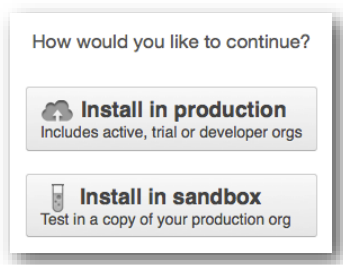 How would you like to continue?
Install in production
Includes active, trial or developer orgs
Install in sandbox
Test in a copy of your production org